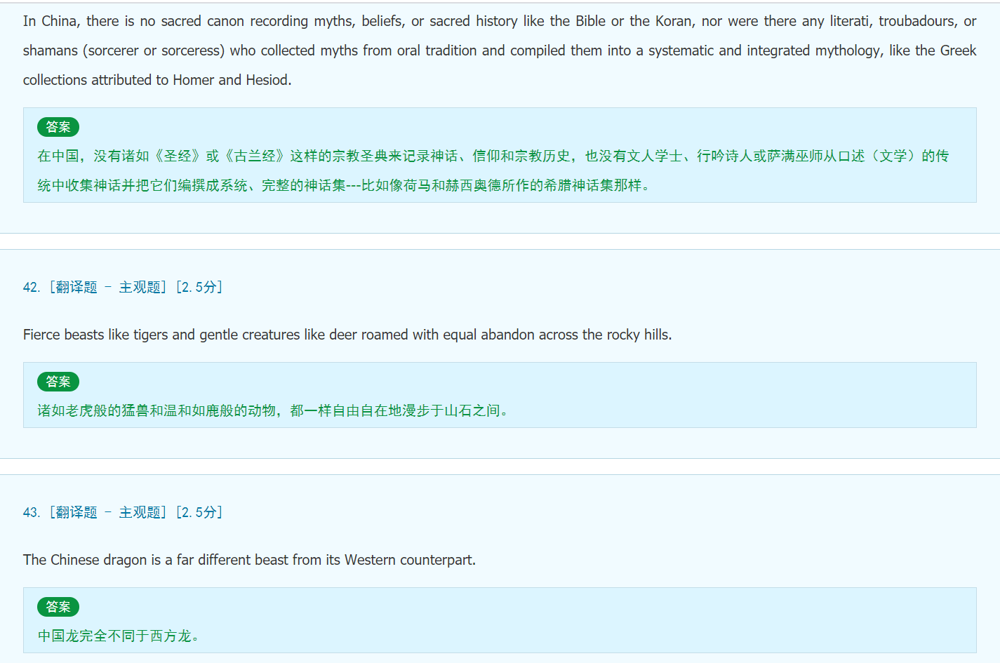 In China, there is no sacred canon recording myths, beliefs, or sacred history like the Bible or the Koran, nor were there any literati, troubadours, or
shamans (sorcerer or sorceress) who collected myths from oral tradition and compiled them into a systematic and integrated mythology, like the Greek
collections attributed to Homer and Hesiod.
答案
在中国，没有诸如《圣经》或《古兰经》这样的宗教圣典来记录神话、信仰和宗教历史，也没有文人学士、行吟诗人或萨满巫师从口述（文学）的传
统中收集神话并把它们编撰成系统、完整的神话集---比如像荷马和赫西奥德所作的希腊神话集那样。
42. [翻译题 - 主观题] [2.5分]
Fierce beasts like tigers and gentle creatures like deer roamed with equal abandon across the rocky hills.
答案
诸如老虎般的猛兽和温和如鹿般的动物，都一样自由自在地漫步于山石之间。
43. [翻译题 - 主观题] [2.5分]
The Chinese dragon is a far different beast from its Western counterpart.
答案
中国龙完全不同于西方龙。